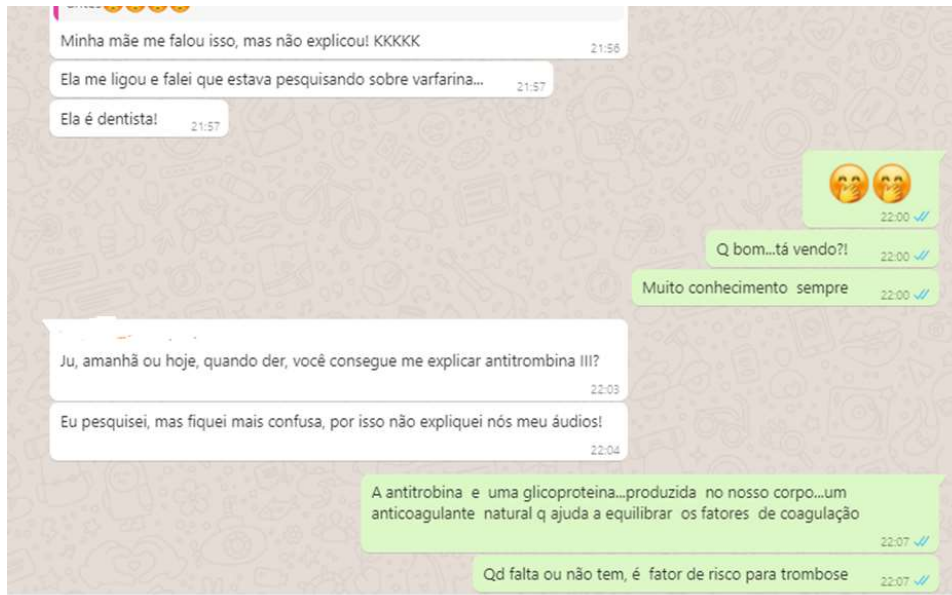 Minha mãe me falou isso, mas não explicou! KKKKK
21:56
Ela me ligou e falei que estava pesquisando sobre varfarina...
21:57
Ela é dentista!
21:57
22:00
Q bom...tá vendo?!
22:00
Muito conhecimento sempre
22:00
Ju, amanhã ou hoje, quando der, você consegue me explicar antitrombina III?
22:03
Eu pesquisei, mas fiquei mais confusa, por isso não expliquei nós meu áudios!
22:04
A antitrobina e uma glicoproteina...produzida no nosso corpo...um
anticoagulante natural q ajuda a equilibrar os fatores de coagulação
22:07
Qd falta ou não tem, é fator de risco para trombose
22:07